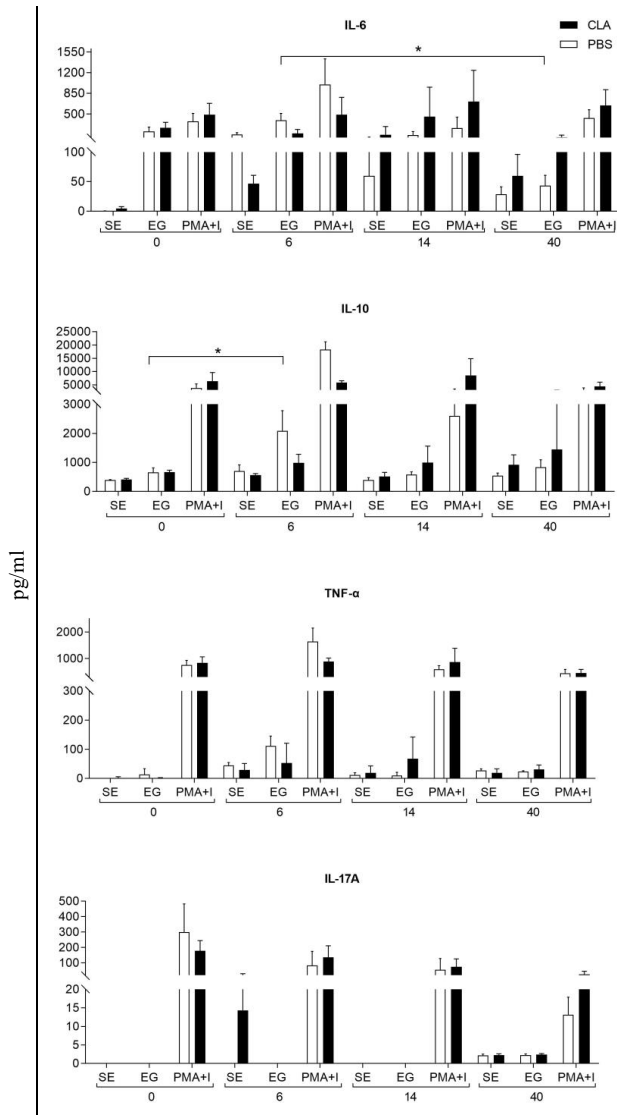 IL-6
CLA
PBS
1550
1200
850
500
100
50
0
SE EG PMA+I SE EG PMA+I SE EG PMA+I SE EG PMA+I
0 6 14 40
*
IL-10
25000
20000
15000
10000
5000
3000
2000
1000
0
SE EG PMA+I SE EG PMA+I SE EG PMA+I SE EG PMA+I
0 6 14 40
*
pg/ml
TNF-α
2000
1000
300
200
100
0
SE EG PMA+I SE EG PMA+I SE EG PMA+I SE EG PMA+I
0 6 14 40
IL-17A
500
400
300
200
100
20
15
10
5
0
SE EG PMA+I SE EG PMA+I SE EG PMA+I SE EG PMA+I
0 6 14 40